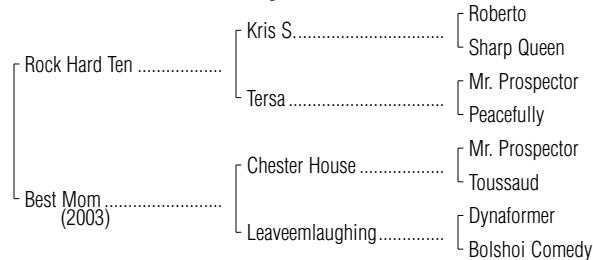 Roberto
Kris S.
Sharp Queen
Rock Hard Ten
Mr. Prospector
Tersa
Peacefully
Mr. Prospector
Chester House
Toussaud
Best Mom
(2003)
Dynaformer
Leaveemlaughing
Bolshoi Comedy